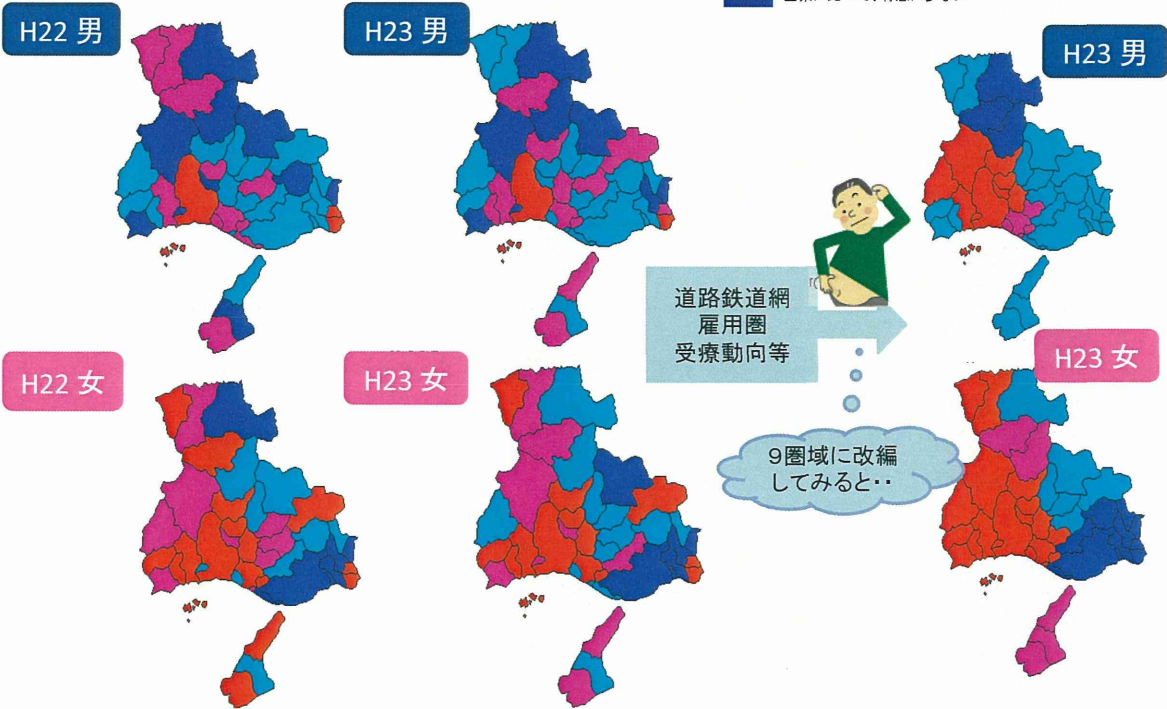 H22 男
H23 男
H23 男
道路鉄道網
雇用圏
受療動向等
H22 女
H23 女
H23 女
9圏域に改編
してみると‥